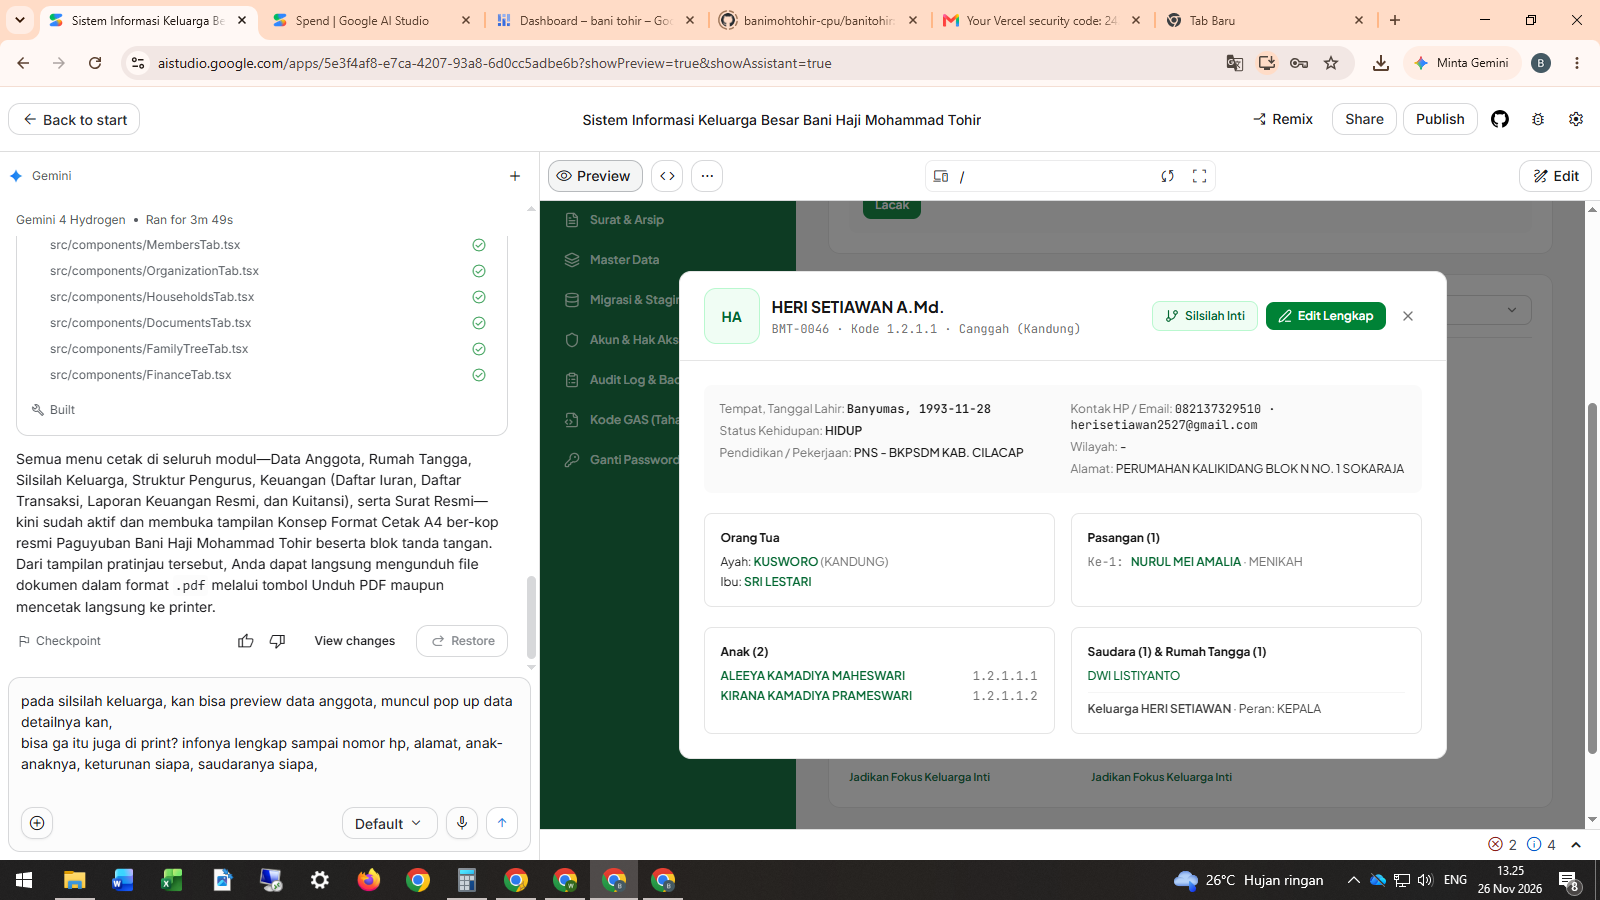 Sistem Informasi Keluarga Be
Spend | Google AI Studio
Dashboard – bani tohir – Goo
banimohtohir-cpu/banitohir
Your Vercel security code: 24
Tab Baru
aistudio.google.com/apps/5e3f4af8-e7ca-4207-93a8-6d0cc5adbe6b?showPreview=true&showAssistant=true
Minta Gemini
B
Back to start
Sistem Informasi Keluarga Besar Bani Haji Mohammad Tohir
Remix
Share
Publish
Gemini
Preview
/
Edit
Gemini 4 Hydrogen • Ran for 3m 49s
src/components/MembersTab.tsx
src/components/OrganizationTab.tsx
src/components/HouseholdsTab.tsx
src/components/DocumentsTab.tsx
src/components/FamilyTreeTab.tsx
src/components/FinanceTab.tsx
Built
Semua menu cetak di seluruh modul—Data Anggota, Rumah Tangga,
Silsilah Keluarga, Struktur Pengurus, Keuangan (Daftar Iuran, Daftar
Transaksi, Laporan Keuangan Resmi, dan Kuitansi), serta Surat Resmi—
kini sudah aktif dan membuka tampilan Konsep Format Cetak A4 ber-kop
resmi Paguyuban Bani Haji Mohammad Tohir beserta blok tanda tangan.
Dari tampilan pratinjau tersebut, Anda dapat langsung mengunduh file
dokumen dalam format .pdf melalui tombol Unduh PDF maupun
mencetak langsung ke printer.
Checkpoint
View changes
Restore
pada silsilah keluarga, kan bisa preview data anggota, muncul pop up data
detailnya kan,
bisa ga itu juga di print? infonya lengkap sampai nomor hp, alamat, anak-
anaknya, keturunan siapa, saudaranya siapa,
Default
Surat & Arsip
Master Data
Migrasi & Stagin
Akun & Hak Aks
Audit Log & Bac
Kode GAS (Taha
Ganti Password
Lacak
HA
HERI SETIAWAN A.Md.
BMT-0046 · Kode 1.2.1.1 · Canggah (Kandung)
Silsilah Inti
Edit Lengkap
Tempat, Tanggal Lahir: Banyumas, 1993-11-28
Status Kehidupan: HIDUP
Pendidikan / Pekerjaan: PNS - BKPSDM KAB. CILACAP
Kontak HP / Email: 082137329510 ·
herisetiawan2527@gmail.com
Wilayah: -
Alamat: PERUMAHAN KALIKIDANG BLOK N NO. 1 SOKARAJA
Orang Tua
Ayah: KUSWORO (KANDUNG)
Ibu: SRI LESTARI
Pasangan (1)
Ke-1: NURUL MEI AMALIA · MENIKAH
Anak (2)
ALEEYA KAMADIYA MAHESWARI 1.2.1.1.1
KIRANA KAMADIYA PRAMESWARI 1.2.1.1.2
Saudara (1) & Rumah Tangga (1)
DWI LISTIYANTO
Keluarga HERI SETIAWAN · Peran: KEPALA
Jadikan Fokus Keluarga Inti
Jadikan Fokus Keluarga Inti
2
4
26°C Hujan ringan
ENG
13.25
26 Nov 2026
8